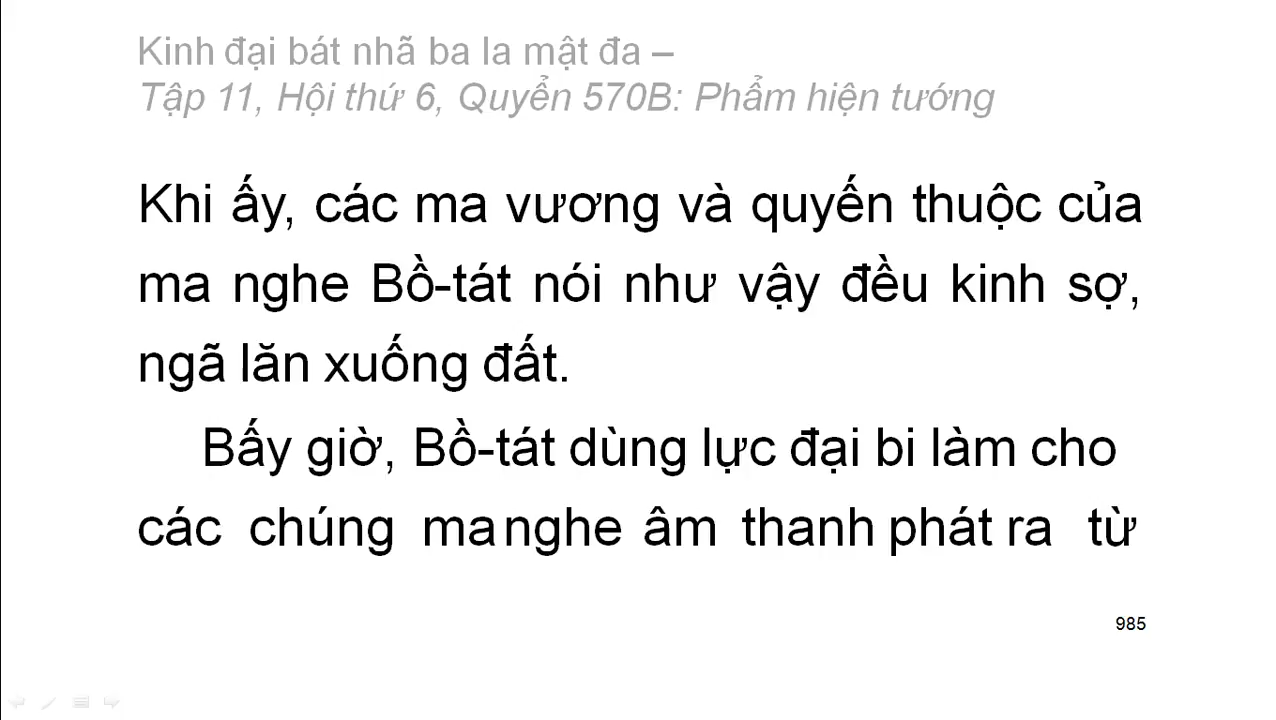 Kinh đại bát nhã ba la mật đa –
Tập 11, Hội thứ 6, Quyển 570B: Phẩm hiện tướng
Khi ấy, các ma vương và quyến thuộc của
ma nghe Bồ-tát nói như vậy đều kinh sợ,
ngã lăn xuống đất.
Bấy giờ, Bồ-tát dùng lực đại bi làm cho
các chúng ma nghe âm thanh phát ra từ
985